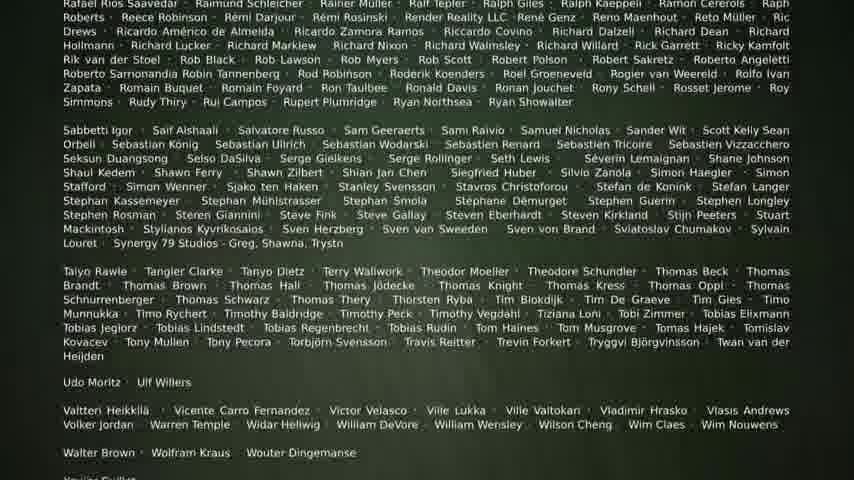 Rafael Rios Saavedar · Raimund Schleicher · Rainer Müller · Ralf Tepler · Ralph Giles · Ralph Kaeppeli · Ramon Cererols · Raph
Roberts · Reece Robinson · Rémi Darjour · Rémi Rosinski · Render Reality LLC · René Genz · Reno Maenhout · Reto Müller · Ric
Drews · Ricardo Américo de Almeida · Ricardo Zamora Ramos · Riccardo Covino · Richard Dalzell · Richard Dean · Richard
Hollmann · Richard Lucker · Richard Marklew · Richard Nixon · Richard Walmsley · Richard Willard · Rick Garrett · Ricky Kamfolt
Rik van der Stoel · Rob Black · Rob Lawson · Rob Myers · Rob Scott · Robert Polson · Robert Sakretz · Roberto Angeletti
Roberto Sarnonandia Robin Tannenberg · Rod Robinson · Roderik Koenders · Roel Groeneveld · Rogier van Weereld · Rolfo Ivan
Zapata · Romain Buquet · Romain Foyard · Ron Taulbee · Ronald Davis · Ronan Jouchet · Rony Schell · Rosset Jerome · Roy
Simmons · Rudy Thiry · Rui Campos · Rupert Plumridge · Ryan Northsea · Ryan Showalter
Sabbetti Igor · Saif Alshaali · Salvatore Russo · Sam Geeraerts · Sami Raivio · Samuel Nicholas · Sander Wit · Scott Kelly Sean
Orbell · Sebastian König · Sebastian Ullrich · Sebastian Wodarski · Sebastien Renard · Sebastien Tricoire · Sebastien Vizzacchero
Seksun Duangsong · Selso DaSilva · Serge Gielkens · Serge Rollinger · Seth Lewis · Séverin Lemaignan · Shane Johnson
Shaul Kedem · Shawn Ferry · Shawn Zilbert · Shian Jan Chen · Siegfried Huber · Silvio Zanola · Simon Haegler · Simon
Stafford · Simon Wenner · Sjako ten Haken · Stanley Svensson · Stavros Christoforou · Stefan de Konink · Stefan Langer
Stephan Kassemeyer · Stephan Mühlstrasser · Stephan Smola · Stéphane Démurget · Stephen Guerin · Stephen Longley
Stephen Rosman · Steren Giannini · Steve Fink · Steve Gallay · Steven Eberhardt · Steven Kirkland · Stijn Peeters · Stuart
Mackintosh · Stylianos Kyvrikosaios · Sven Herzberg · Sven van Sweeden · Sven von Brand · Sviatoslav Chumakov · Sylvain
Louret · Synergy 79 Studios - Greg, Shawna, Trystn
Taiyo Rawle · Tangier Clarke · Tanyo Dietz · Terry Wallwork · Theodor Moeller · Theodore Schundler · Thomas Beck · Thomas
Brandt · Thomas Brown · Thomas Hall · Thomas Jödecke · Thomas Knight · Thomas Kress · Thomas Oppl · Thomas
Schnurrenberger · Thomas Schwarz · Thomas Thery · Thorsten Ryba · Tim Blokdijk · Tim De Graeve · Tim Gies · Timo
Munnukka · Timo Rychert · Timothy Baldridge · Timothy Peck · Timothy Vegdahl · Tiziana Loni · Tobi Zimmer · Tobias Elixmann
Tobias Jeglorz · Tobias Lindstedt · Tobias Regenbrecht · Tobias Rudin · Tom Haines · Tom Musgrove · Tomas Hajek · Tomislav
Kovacev · Tony Mullen · Tony Pecora · Torbjörn Svensson · Travis Reitter · Trevin Forkert · Tryggvi Björgvinsson · Twan van der
Heijden
Udo Moritz · Ulf Willers
Valtteri Heikkilä · Vicente Carro Fernandez · Victor Velasco · Ville Lukka · Ville Valtokari · Vladimir Hrasko · Vlasis Andrews
Volker Jordan · Warren Temple · Widar Hellwig · William DeVore · William Wensley · Wilson Cheng · Wim Claes · Wim Nouwens
Walter Brown · Wolfram Kraus · Wouter Dingemanse